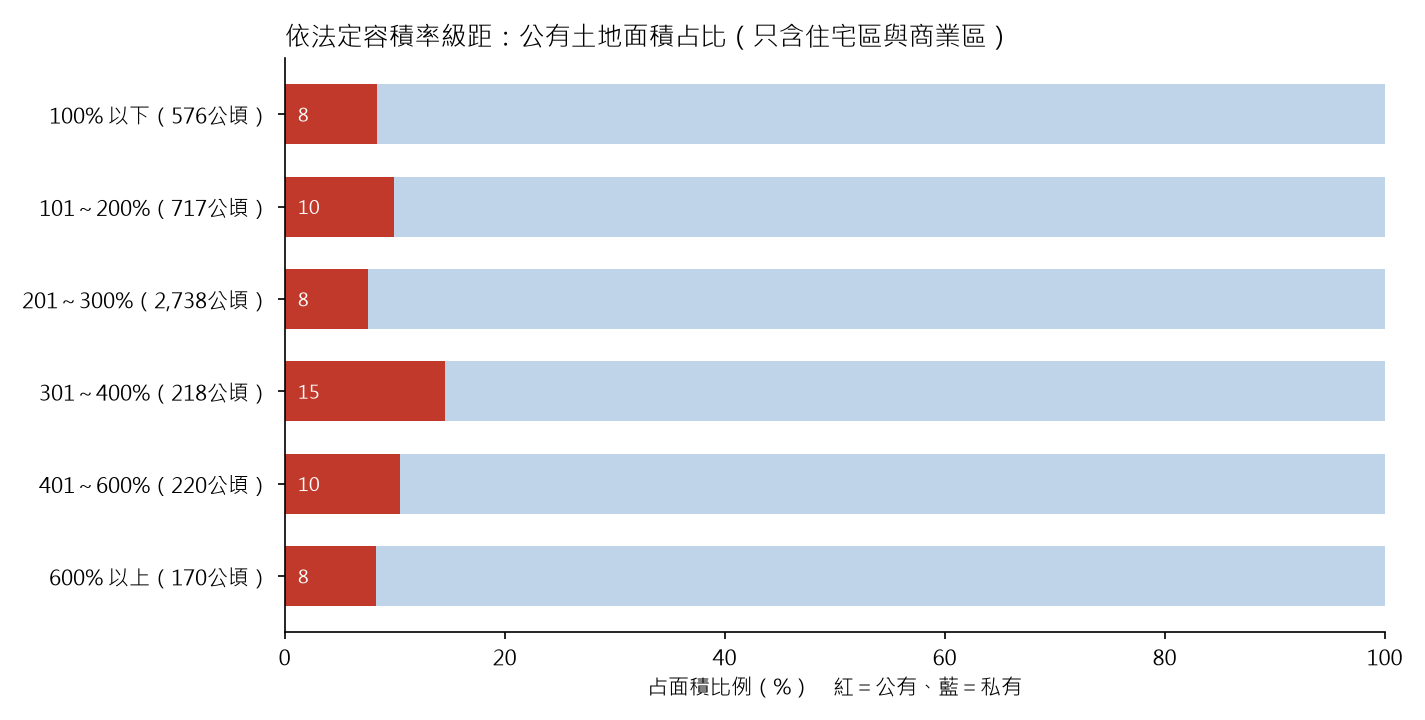 依法定容積率級距：公有土地面積占比（只含住宅區與商業區）
100% 以下（576公頃） 8
101～200%（717公頃） 10
201～300%（2,738公頃） 8
301～400%（218公頃） 15
401～600%（220公頃） 10
600% 以上（170公頃） 8
0 20 40 60 80 100
占面積比例（%） 紅＝公有、藍＝私有